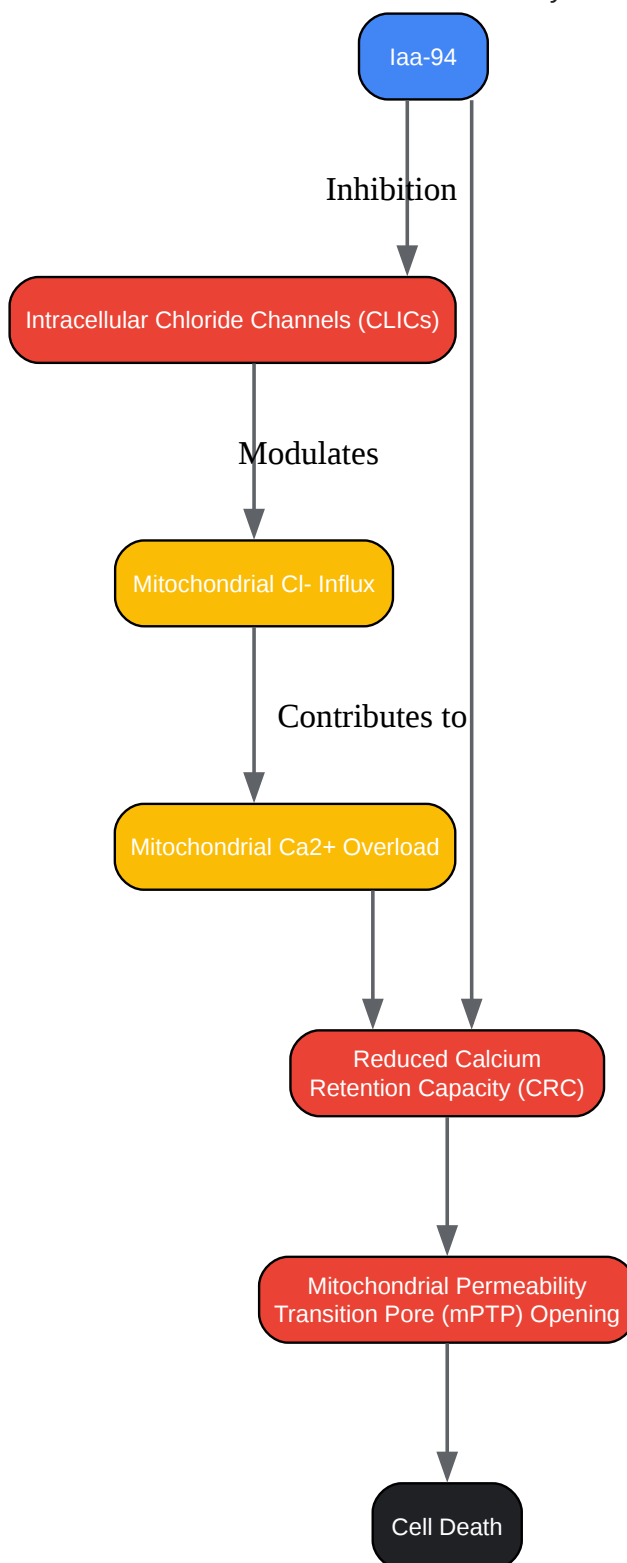 Iaa-94
Inhibition
Intracellular Chloride Channels (CLICs)
Modulates
Mitochondrial Cl- Influx
Contributes to
Mitochondrial Ca2+ Overload
Reduced Calcium
Retention Capacity (CRC)
Mitochondrial Permeability
Transition Pore (mPTP) Opening
Cell Death